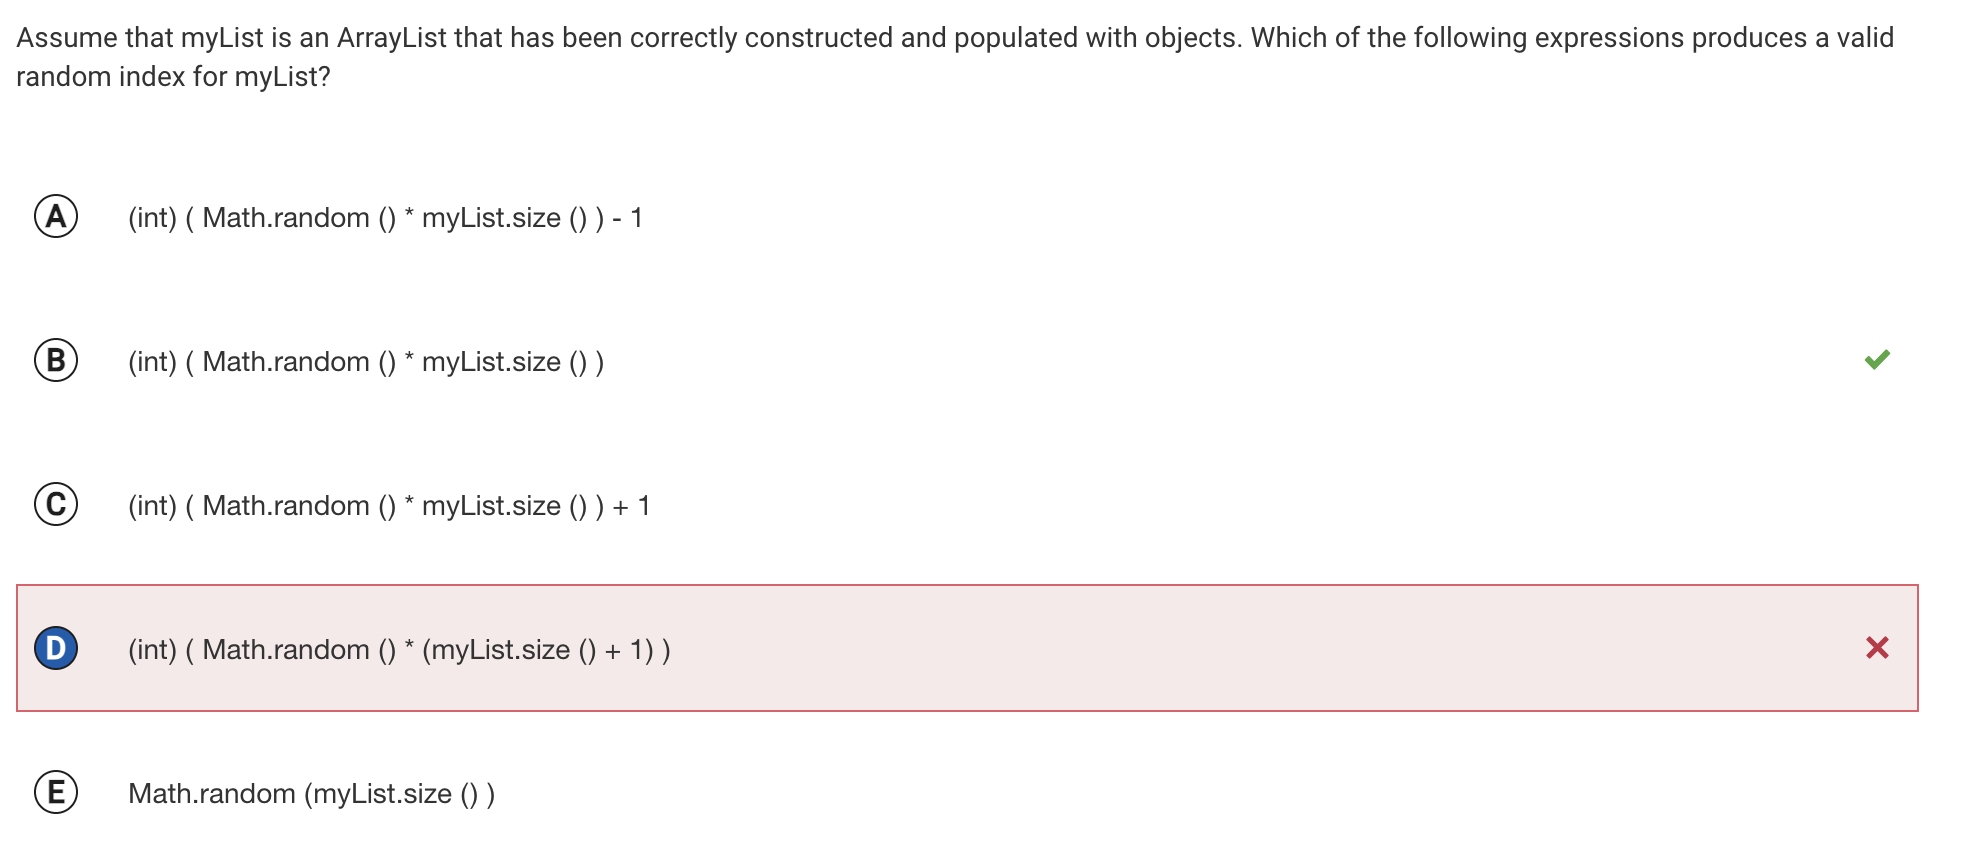 Assume that myList is an ArrayList that has been correctly constructed and populated with objects. Which of the following expressions produces a valid
random index for myList?
A (int) ( Math.random () * myList.size () ) - 1
B (int) ( Math.random () * myList.size () )
C (int) ( Math.random () * myList.size () ) + 1
D (int) ( Math.random () * (myList.size () + 1) )
E Math.random (myList.size () )